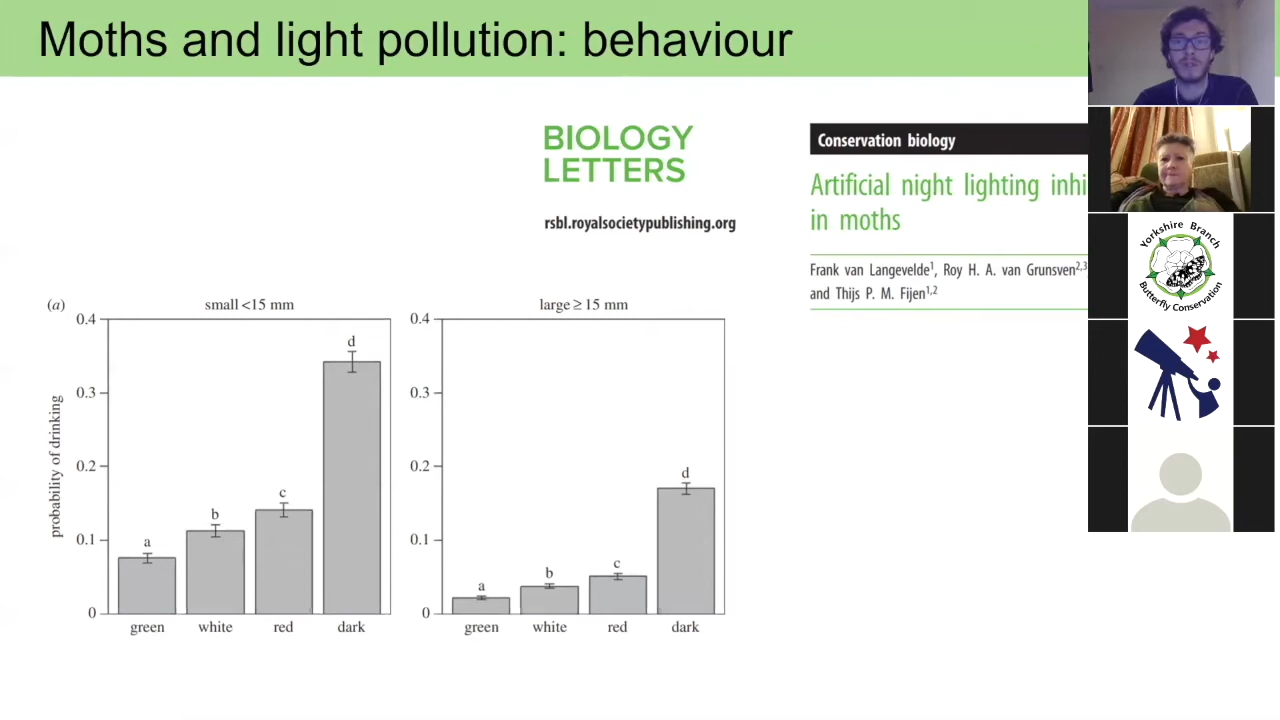 Moths and light pollution: behaviour
BIOLOGY
LETTERS
rsbl.royalsocietypublishing.org
Conservation biology
Artificial night lighting inhi
in moths
Frank van Langevelde1, Roy H. A. van Grunsven2,3
and Thijs P. M. Fijen1,2
(a)
small <15 mm
large ≥ 15 mm
probability of drinking
0.4
0.3
0.2
0.1
0
a
b
c
d
green white red dark
0.4
0.3
0.2
0.1
0
a
b
c
d
green white red dark
Yorkshire Branch
Butterfly Conservation